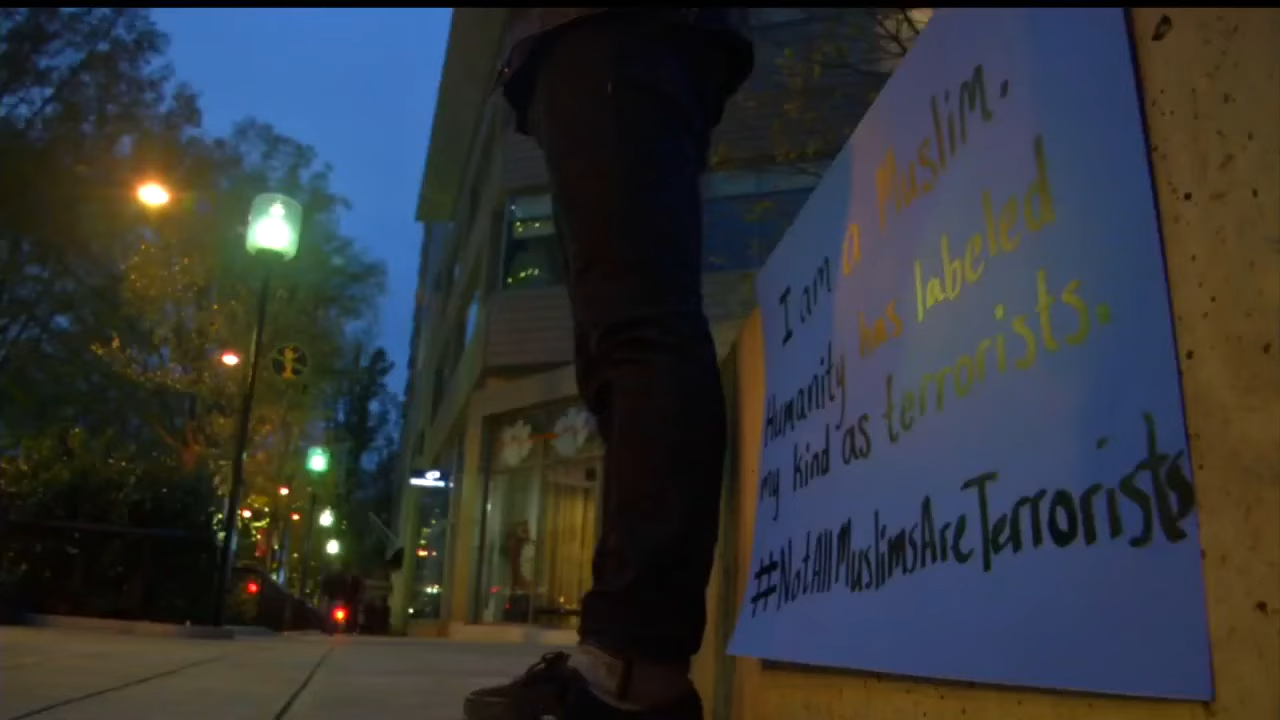 I am a Muslim.
Humanity has labeled
my kind as terrorists.
#NotAllMuslimsAreTerrorists